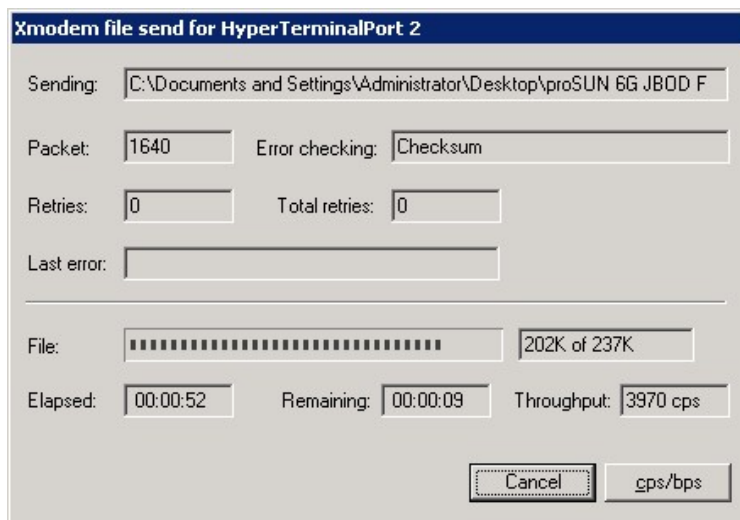 Xmodem file send for HyperTerminalPort 2
Sending: C:\Documents and Settings\Administrator\Desktop\proSUN 6G JBOD F
Packet: 1640 Error checking: Checksum
Retries: 0 Total retries: 0
Last error:
File: 202K of 237K
Elapsed: 00:00:52 Remaining: 00:00:09 Throughput: 3970 cps
Cancel cps/bps